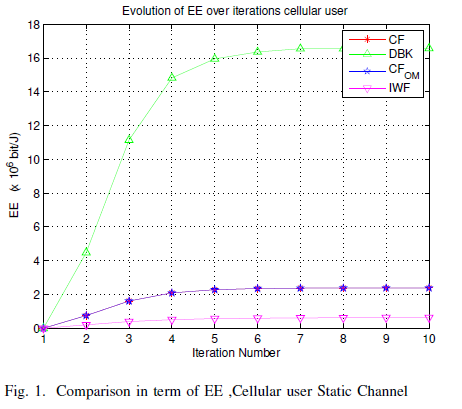 Evolution of EE over iterations cellular user
18
16
14
12
10
8
6
4
2
0
EE (x 10⁶ bit/J)
CF
DBK
CF_OM
IWF
1 2 3 4 5 6 7 8 9 10
Iteration Number
Fig. 1. Comparison in term of EE ,Cellular user Static Channel